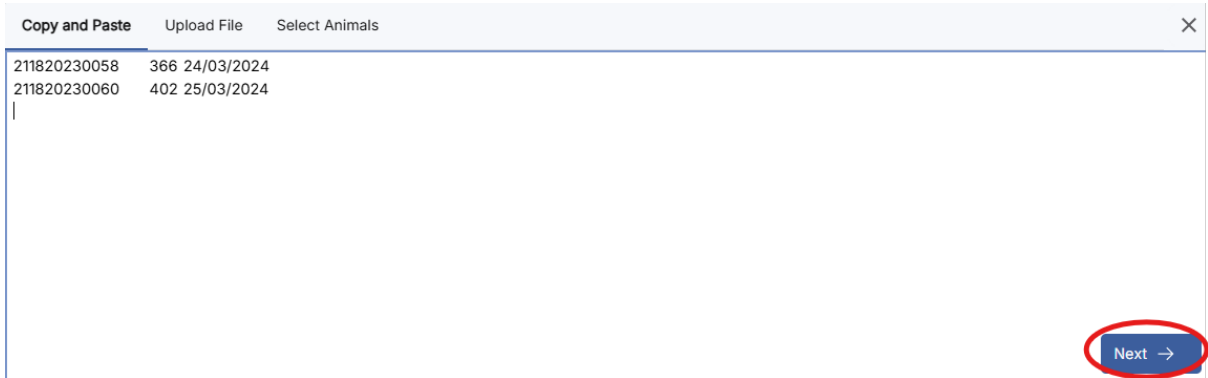 Copy and Paste Upload File Select Animals
211820230058 366 24/03/2024
211820230060 402 25/03/2024
Next →